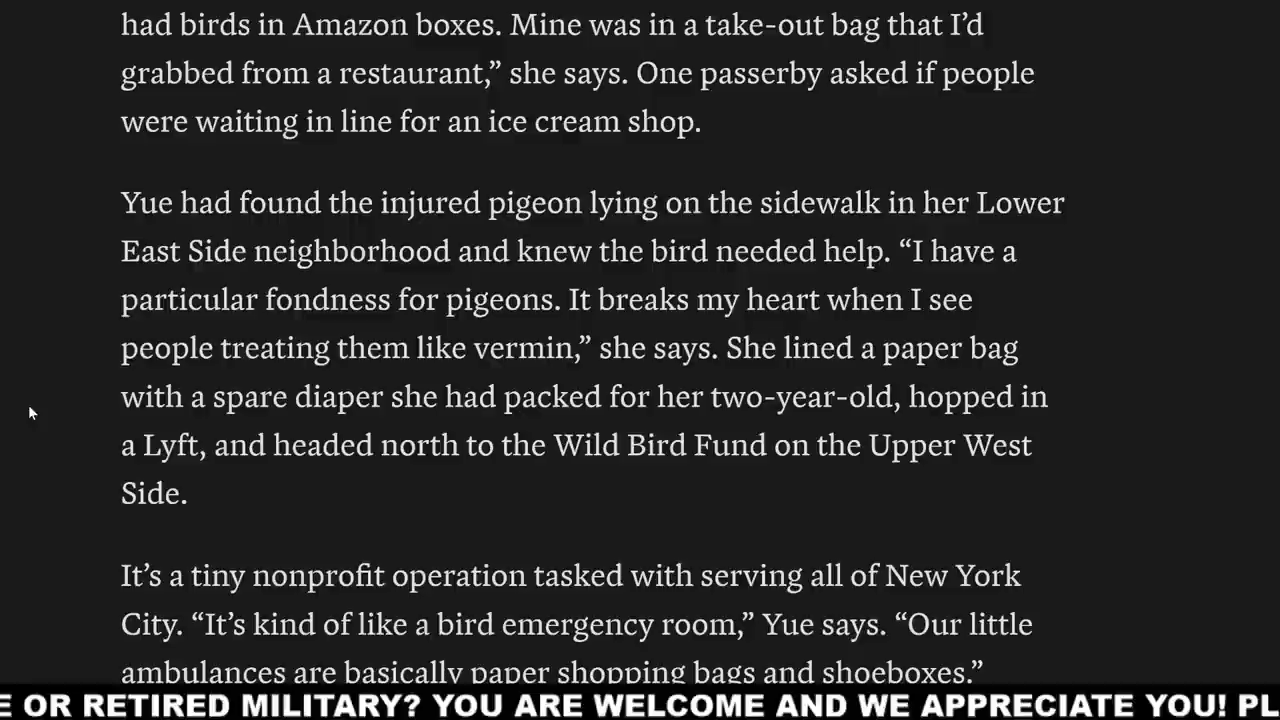 had birds in Amazon boxes. Mine was in a take-out bag that I’d
grabbed from a restaurant,” she says. One passerby asked if people
were waiting in line for an ice cream shop.
Yue had found the injured pigeon lying on the sidewalk in her Lower
East Side neighborhood and knew the bird needed help. “I have a
particular fondness for pigeons. It breaks my heart when I see
people treating them like vermin,” she says. She lined a paper bag
with a spare diaper she had packed for her two-year-old, hopped in
a Lyft, and headed north to the Wild Bird Fund on the Upper West
Side.
It’s a tiny nonprofit operation tasked with serving all of New York
City. “It’s kind of like a bird emergency room,” Yue says. “Our little
ambulances are basically paper shopping bags and shoeboxes.”
E OR RETIRED MILITARY? YOU ARE WELCOME AND WE APPRECIATE YOU! PL